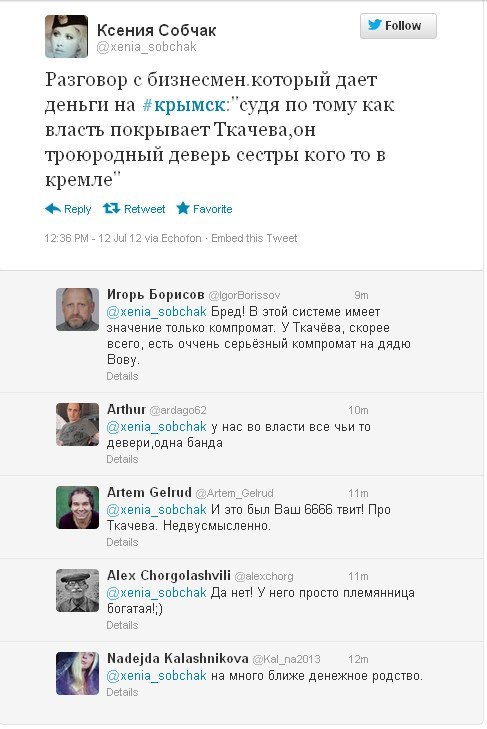 Ксения Собчак
@xenia_sobchak
Follow
Разговор с бизнесмен.который дает
деньги на #крымск:"судя по тому как
власть покрывает Ткачева,он
троюродный деверь сестры кого то в
кремле"
Reply Retweet Favorite
12:36 PM - 12 Jul 12 via Echofon · Embed this Tweet
Игорь Борисов @IgorBorissov 9m
@xenia_sobchak Бред! В этой системе имеет
значение только компромат. У Ткачёва, скорее
всего, есть оччень серьёзный компромат на дядю
Вову.
Details
Arthur @ardago62 10m
@xenia_sobchak у нас во власти все чьи то
девери,одна банда
Details
Artem Gelrud @Artem_Gelrud 11m
@xenia_sobchak И это был Ваш 6666 твит! Про
Ткачева. Недвусмысленно.
Details
Alex Chorgolashvili @alexchorg 11m
@xenia_sobchak Да нет! У него просто племянница
богатая!;)
Details
Nadejda Kalashnikova @Kal_na2013 12m
@xenia_sobchak на много ближе денежное родство.
Details